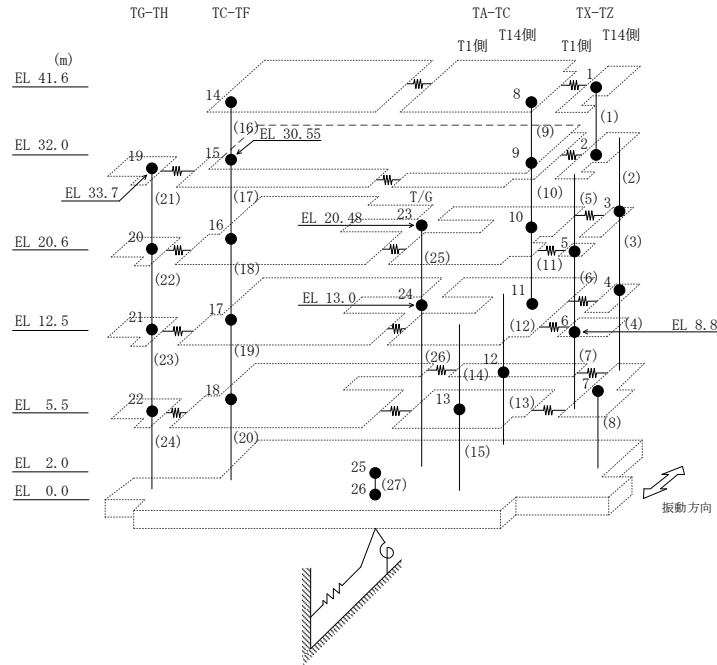 TG-TH TC-TF TA-TC TX-TZ
T1側 T14側 T1側 T14側
(m)
EL 41.6
14 8 1
(16) (9) (1)
EL 32.0 EL 30.55
19 15 9 2
EL 33.7
(21) (17) (10) (2)
T/G
EL 20.48 23 (5) 3
16 10 (3)
EL 20.6 20 5
(22) (18) (25) (11)
(6) 4
EL 13.0 24 11
21 17 6 (4)
EL 12.5 EL 8.8
(23) (19) (12)
(26) 12 (7)
(14)
22 18 13 (13) 7
EL 5.5
(8)
(24) (20) (15)
EL 2.0
25
(27)
EL 0.0 26
振動方向